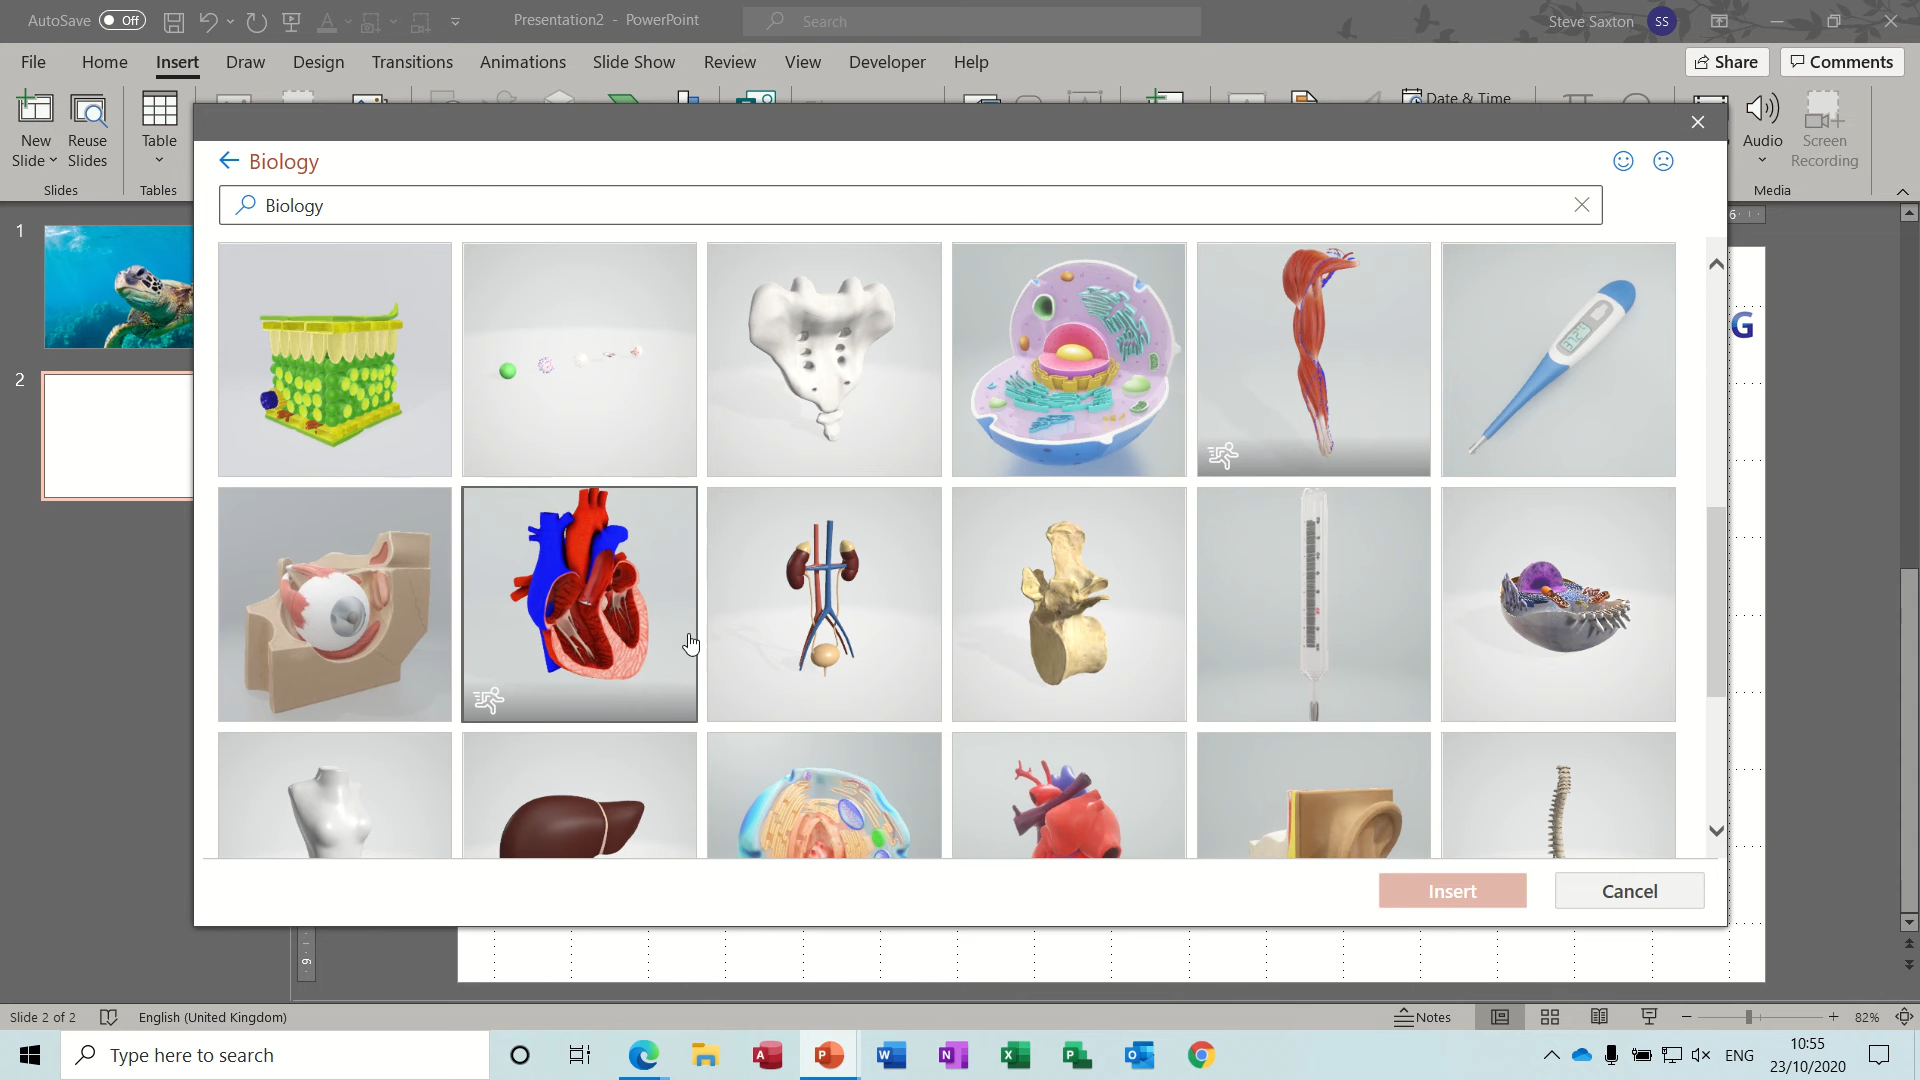 AutoSave Off
Presentation2 - PowerPoint
Search
Steve Saxton SS
File Home Insert Draw Design Transitions Animations Slide Show Review View Developer Help
Share Comments
New Slide
Reuse Slides
Slides
Table
Tables
Date & Time
Audio
Screen Recording
Media
Biology
Biology
1
2
G
6
9
Insert Cancel
Slide 2 of 2 English (United Kingdom)
Notes 82%
Type here to search
ENG
10:55
23/10/2020